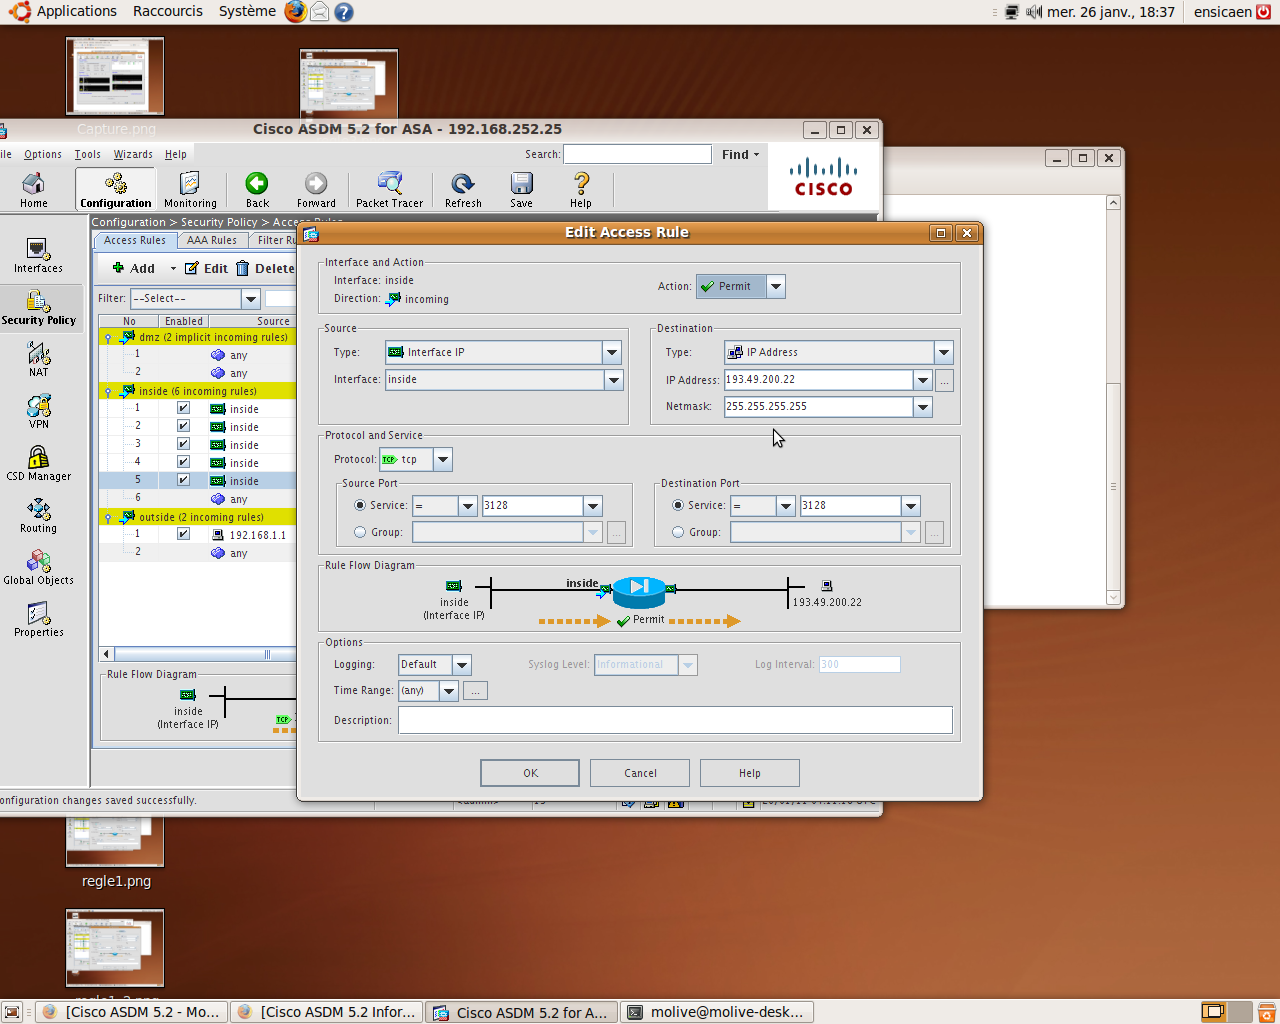 Applications Raccourcis Système
mer. 26 janv., 18:37 ensicaen
Capture.png
Cisco ASDM 5.2 for ASA - 192.168.252.25
Options Tools Wizards Help
Search:
Find
CISCO
Home Configuration Monitoring Back Forward Packet Tracer Refresh Save Help
Configuration > Security Policy > Access Rules
Access Rules AAA Rules Filter Ru
Add Edit Delete
Filter: --Select--
No Enabled Source
dmz (2 implicit incoming rules)
1 any
2 any
inside (6 incoming rules)
1 inside
2 inside
3 inside
4 inside
5 inside
6 any
outside (2 incoming rules)
1 192.168.1.1
2 any
Interfaces
Security Policy
NAT
VPN
CSD Manager
Routing
Global Objects
Properties
Rule Flow Diagram
inside
(Interface IP)
TCP
onfiguration changes saved successfully.
Edit Access Rule
Interface and Action
Interface: inside
Direction: incoming
Action: Permit
Source
Type: Interface IP
Interface: inside
Destination
Type: IP Address
IP Address: 193.49.200.22 ...
Netmask: 255.255.255.255
Protocol and Service
Protocol: TCP tcp
Source Port
Service: = 3128
Group: ...
Destination Port
Service: = 3128
Group: ...
Rule Flow Diagram
inside
inside
(Interface IP)
193.49.200.22
Permit
Options
Logging: Default
Syslog Level: Informational
Log Interval: 300
Time Range: (any) ...
Description:
OK Cancel Help
regle1.png
[Cisco ASDM 5.2 - Mo...
[Cisco ASDM 5.2 Infor...
Cisco ASDM 5.2 for A...
molive@molive-desk...